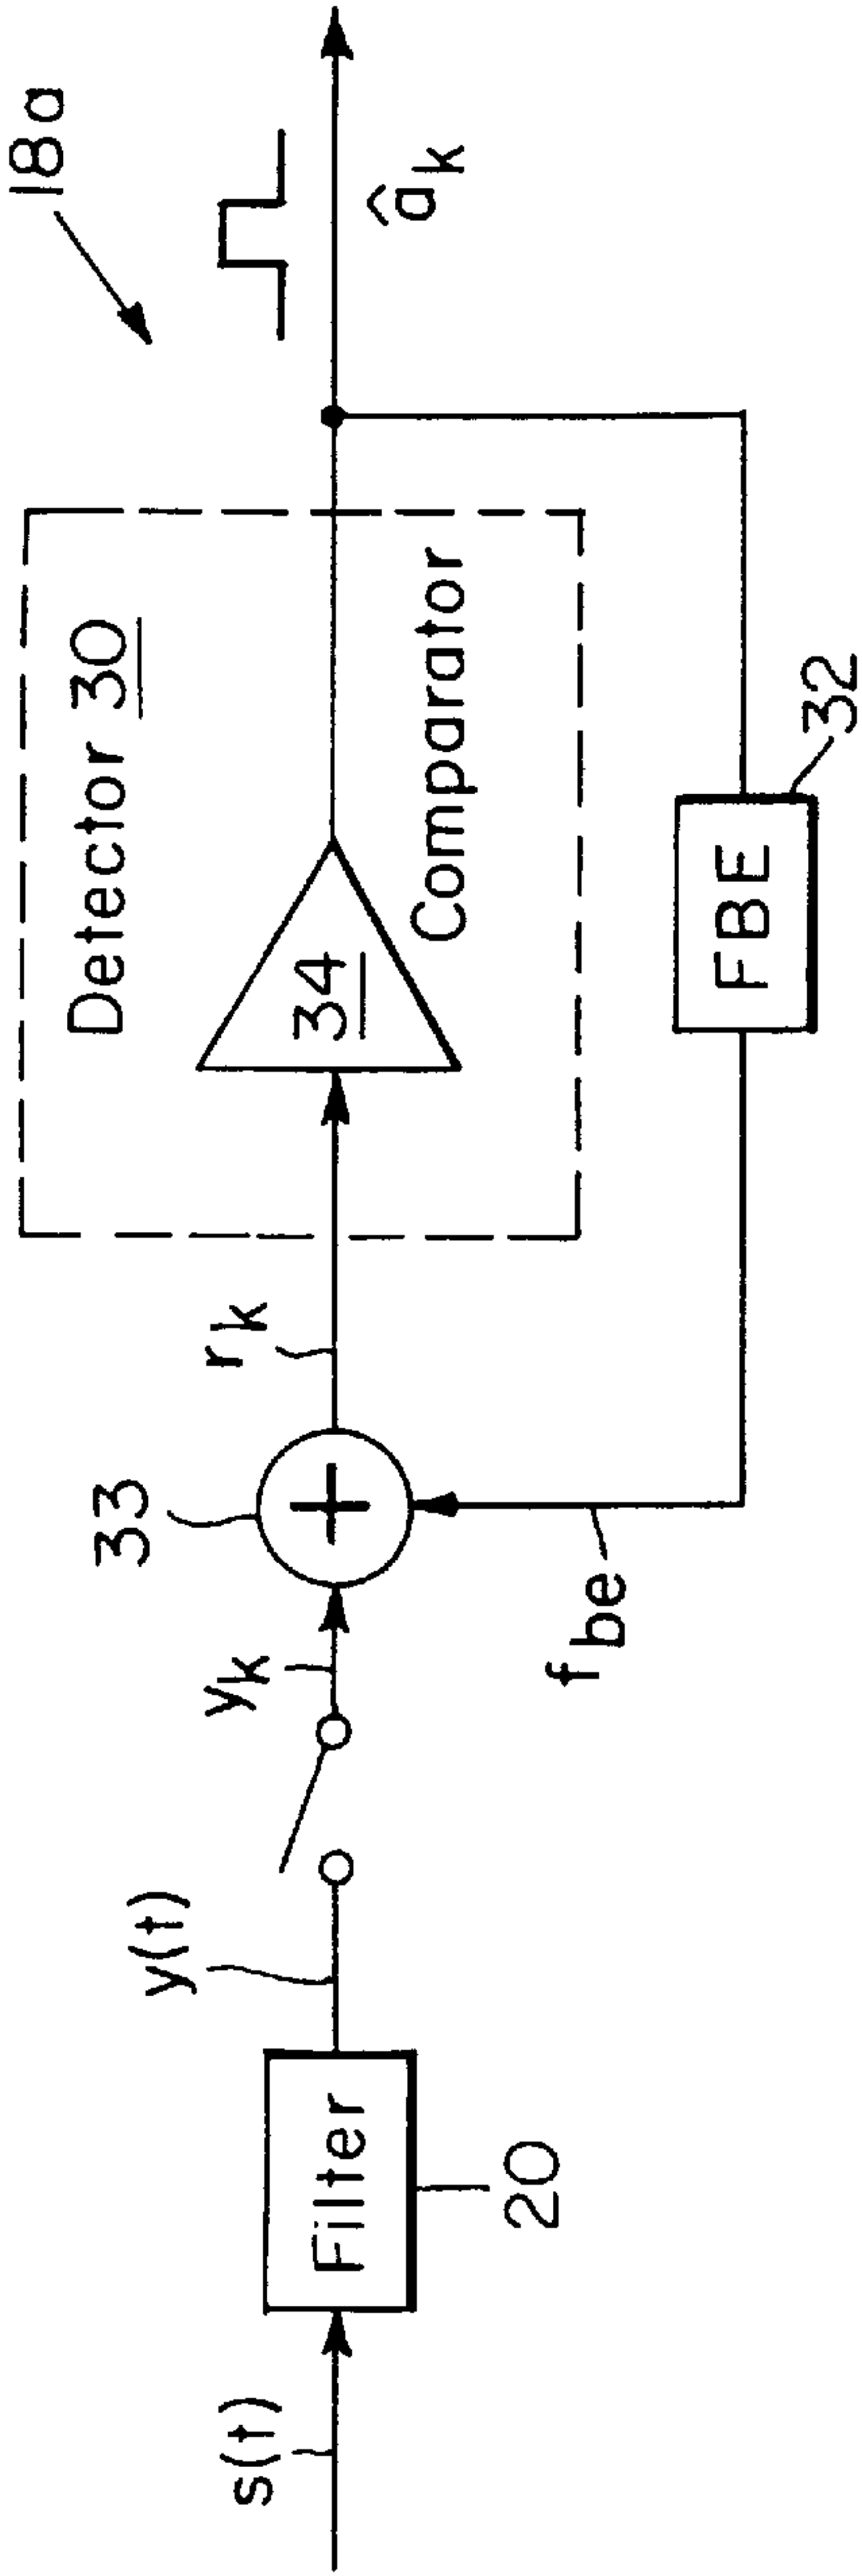 18a
Detector 30
34
Comparator
s(t)
Filter
20
y(t)
y_k
33
r_k
f_be
FBE
32
â_k